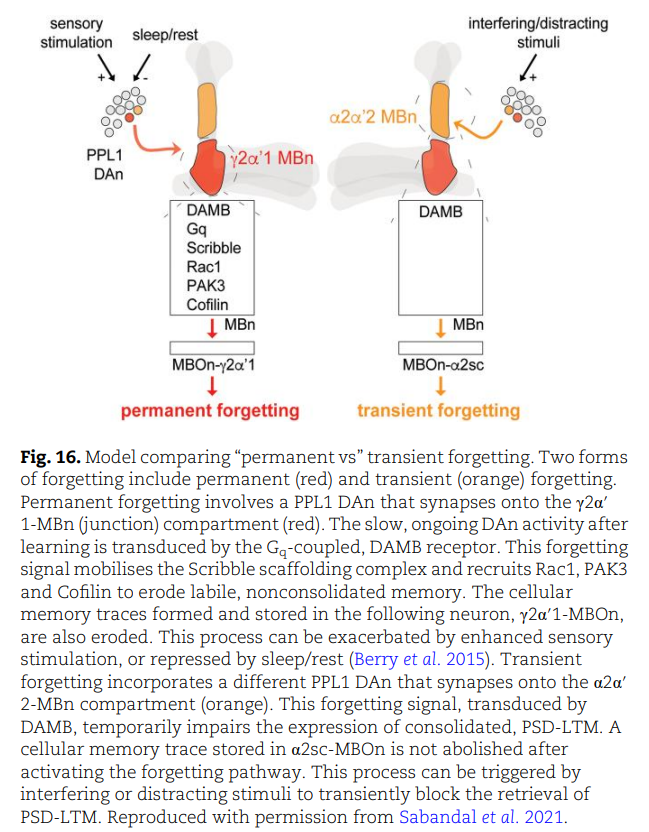 sensory
stimulation
sleep/rest
+
-
PPL1
DAn
γ2α'1 MBn
DAMB
Gq
Scribble
Rac1
PAK3
Cofilin
MBn
MBOn-γ2α'1
permanent forgetting
interfering/distracting
stimuli
+
α2α'2 MBn
DAMB
MBn
MBOn-α2sc
transient forgetting
Fig. 16. Model comparing “permanent vs” transient forgetting. Two forms
of forgetting include permanent (red) and transient (orange) forgetting.
Permanent forgetting involves a PPL1 DAn that synapses onto the γ2α′
1-MBn (junction) compartment (red). The slow, ongoing DAn activity after
learning is transduced by the Gq-coupled, DAMB receptor. This forgetting
signal mobilises the Scribble scaffolding complex and recruits Rac1, PAK3
and Cofilin to erode labile, nonconsolidated memory. The cellular
memory traces formed and stored in the following neuron, γ2α′1-MBOn,
are also eroded. This process can be exacerbated by enhanced sensory
stimulation, or repressed by sleep/rest (Berry et al. 2015). Transient
forgetting incorporates a different PPL1 DAn that synapses onto the α2α′
2-MBn compartment (orange). This forgetting signal, transduced by
DAMB, temporarily impairs the expression of consolidated, PSD-LTM. A
cellular memory trace stored in α2sc-MBOn is not abolished after
activating the forgetting pathway. This process can be triggered by
interfering or distracting stimuli to transiently block the retrieval of
PSD-LTM. Reproduced with permission from Sabandal et al. 2021.